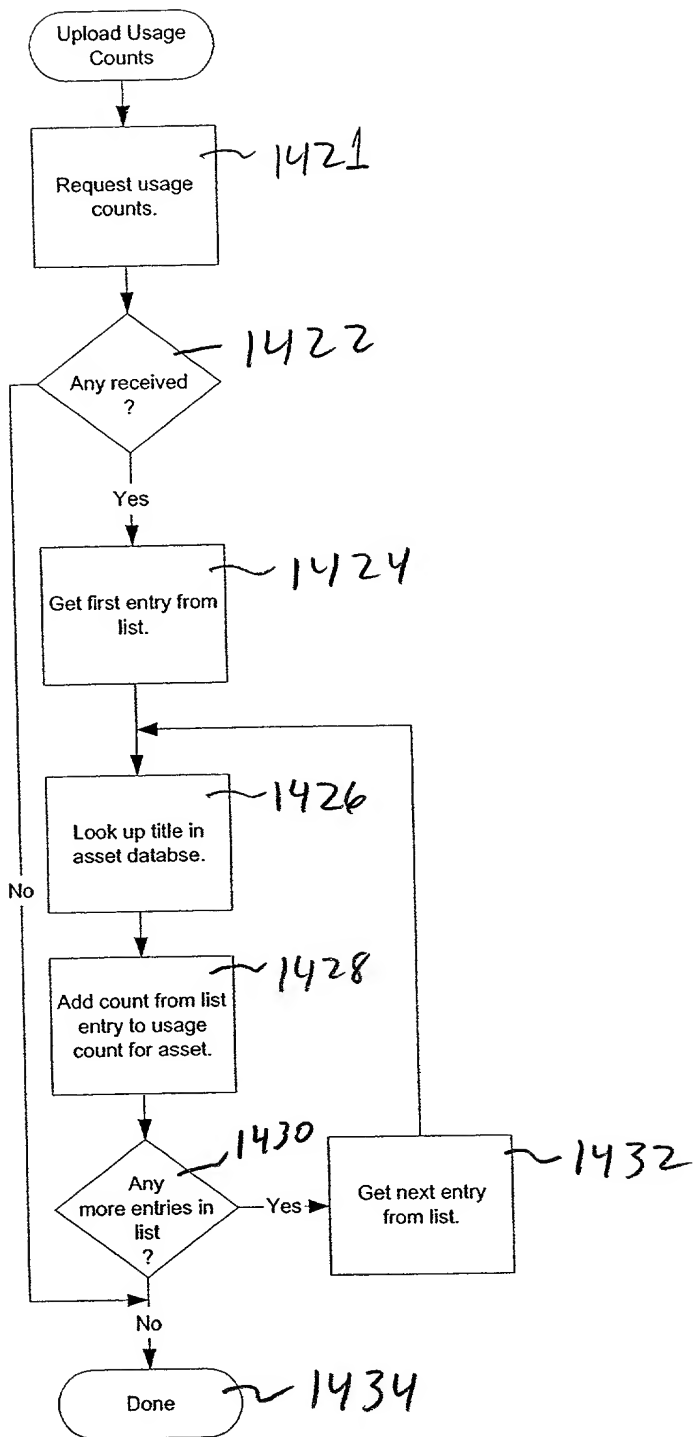 Upload Usage
Counts
1421
Request usage
counts.
1422
Any received
?
Yes
1424
Get first entry from
list.
1426
Look up title in
asset databse.
No
1428
Add count from list
entry to usage
count for asset.
1430
Any
more entries in
list
?
Yes
1432
Get next entry
from list.
No
Done
1434